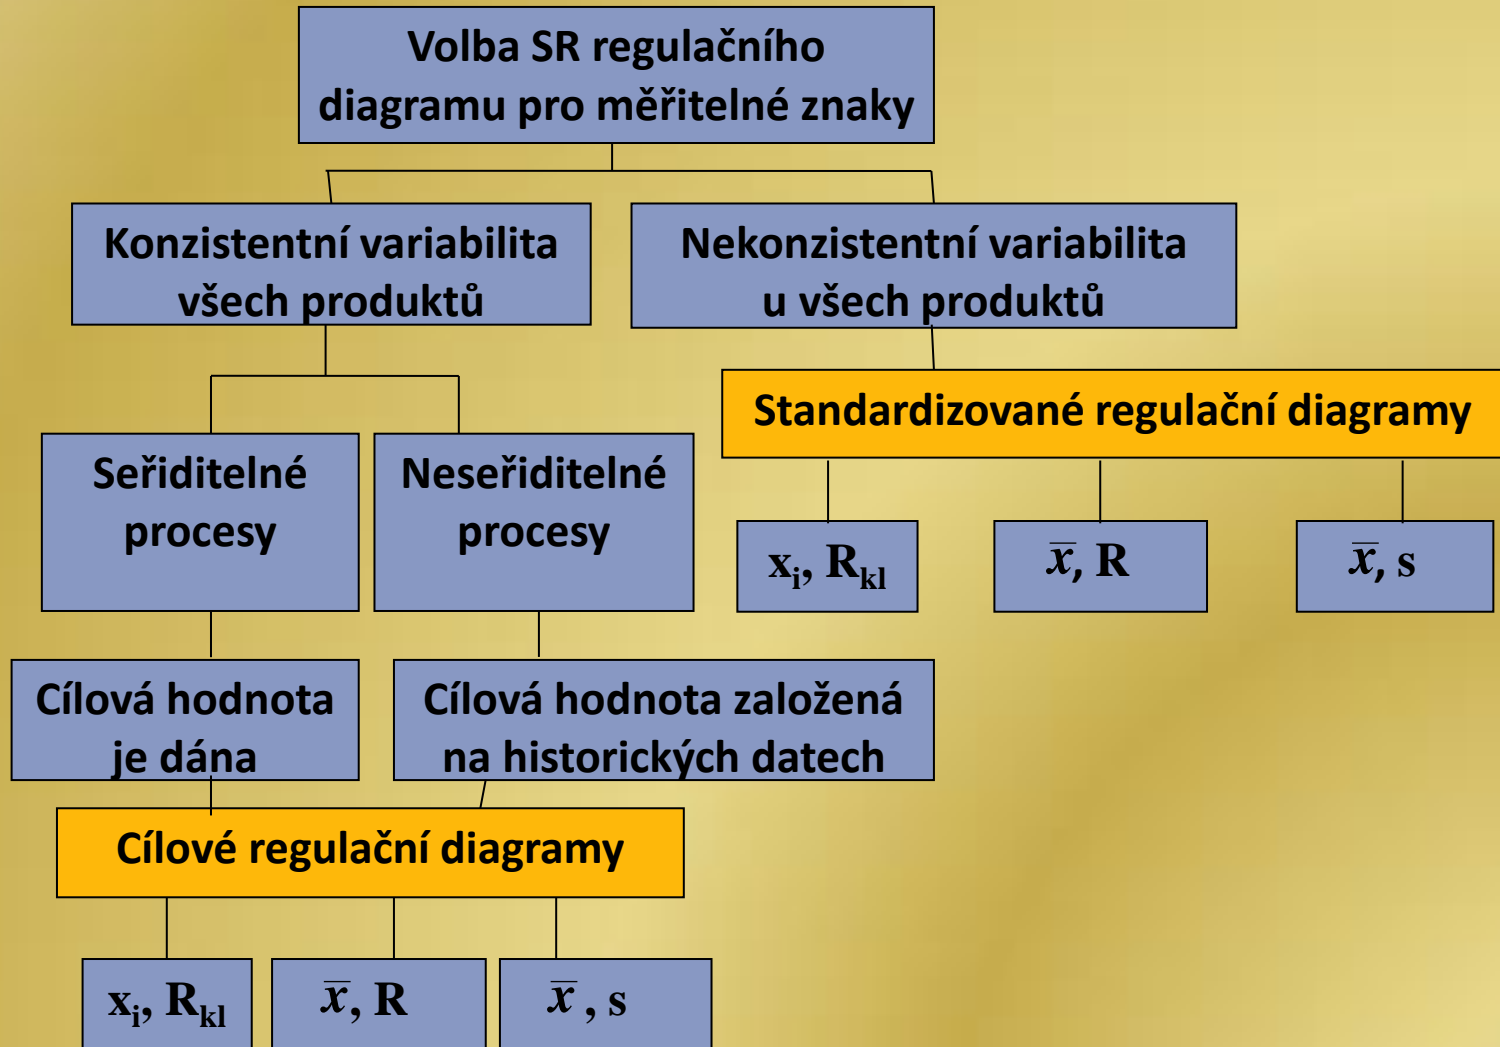 Volba SR regulačního
diagramu pro měřitelné znaky
Konzistentní variabilita
všech produktů
Nekonzistentní variabilita
u všech produktů
Standardizované regulační diagramy
Seřiditelné
procesy
Neseřiditelné
procesy
xᵢ, Rₖₗ
x̅, R
x̅, s
Cílová hodnota
je dána
Cílová hodnota založená
na historických datech
Cílové regulační diagramy
xᵢ, Rₖₗ
x̅, R
x̅ , s